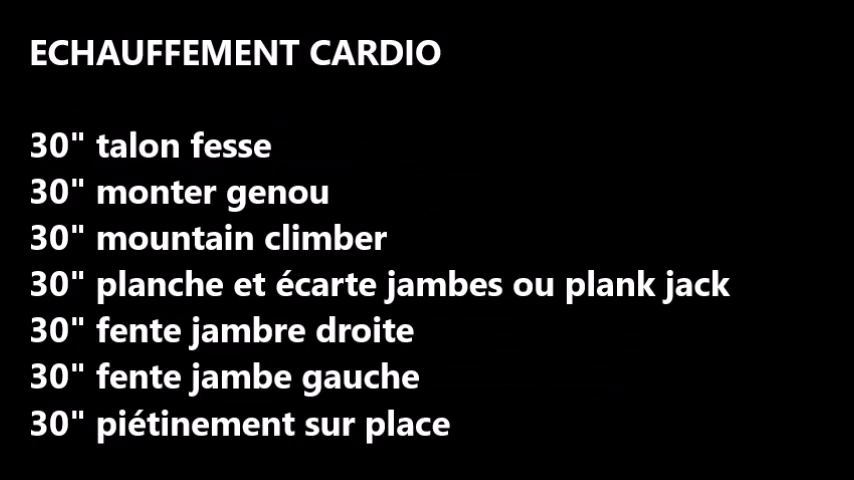 ECHAUFFEMENT CARDIO
30" talon fesse
30" monter genou
30" mountain climber
30" planche et écarte jambes ou plank jack
30" fente jambre droite
30" fente jambe gauche
30" piétinement sur place